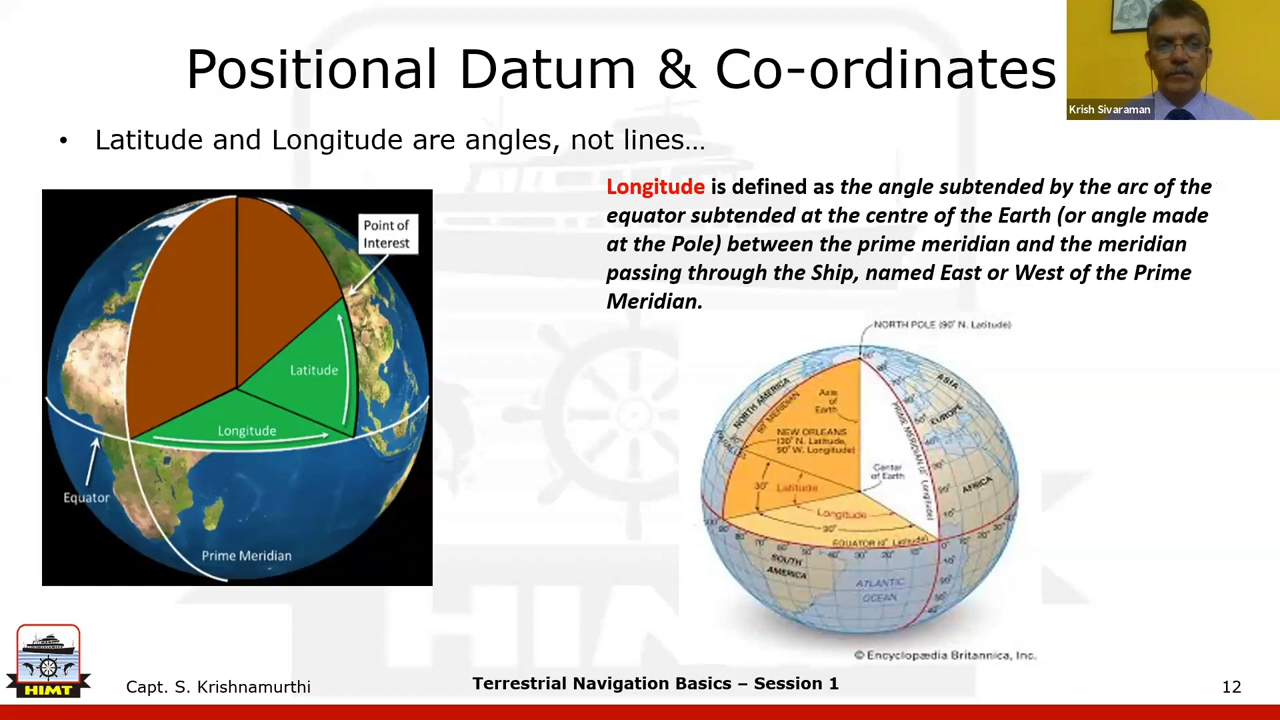 Positional Datum & Co-ordinates
Krish Sivaraman
• Latitude and Longitude are angles, not lines…
Longitude is defined as the angle subtended by the arc of the
equator subtended at the centre of the Earth (or angle made
at the Pole) between the prime meridian and the meridian
passing through the Ship, named East or West of the Prime
Meridian.
Point of
Interest
Latitude
Longitude
Equator
Prime Meridian
NORTH POLE (90° N. Latitude)
NORTH AMERICA
90° MERIDIAN
Axis
of
Earth
ASIA
EUROPE
PRIME MERIDIAN (0° Longitude)
NEW ORLEANS
(30° N. Latitude,
90° W. Longitude)
Center
of Earth
AFRICA
30°
Latitude
Longitude
90°
EQUATOR (0° Latitude)
SOUTH
AMERICA
ATLANTIC
OCEAN
© Encyclopædia Britannica, Inc.
HIMT
Capt. S. Krishnamurthi
Terrestrial Navigation Basics – Session 1
12